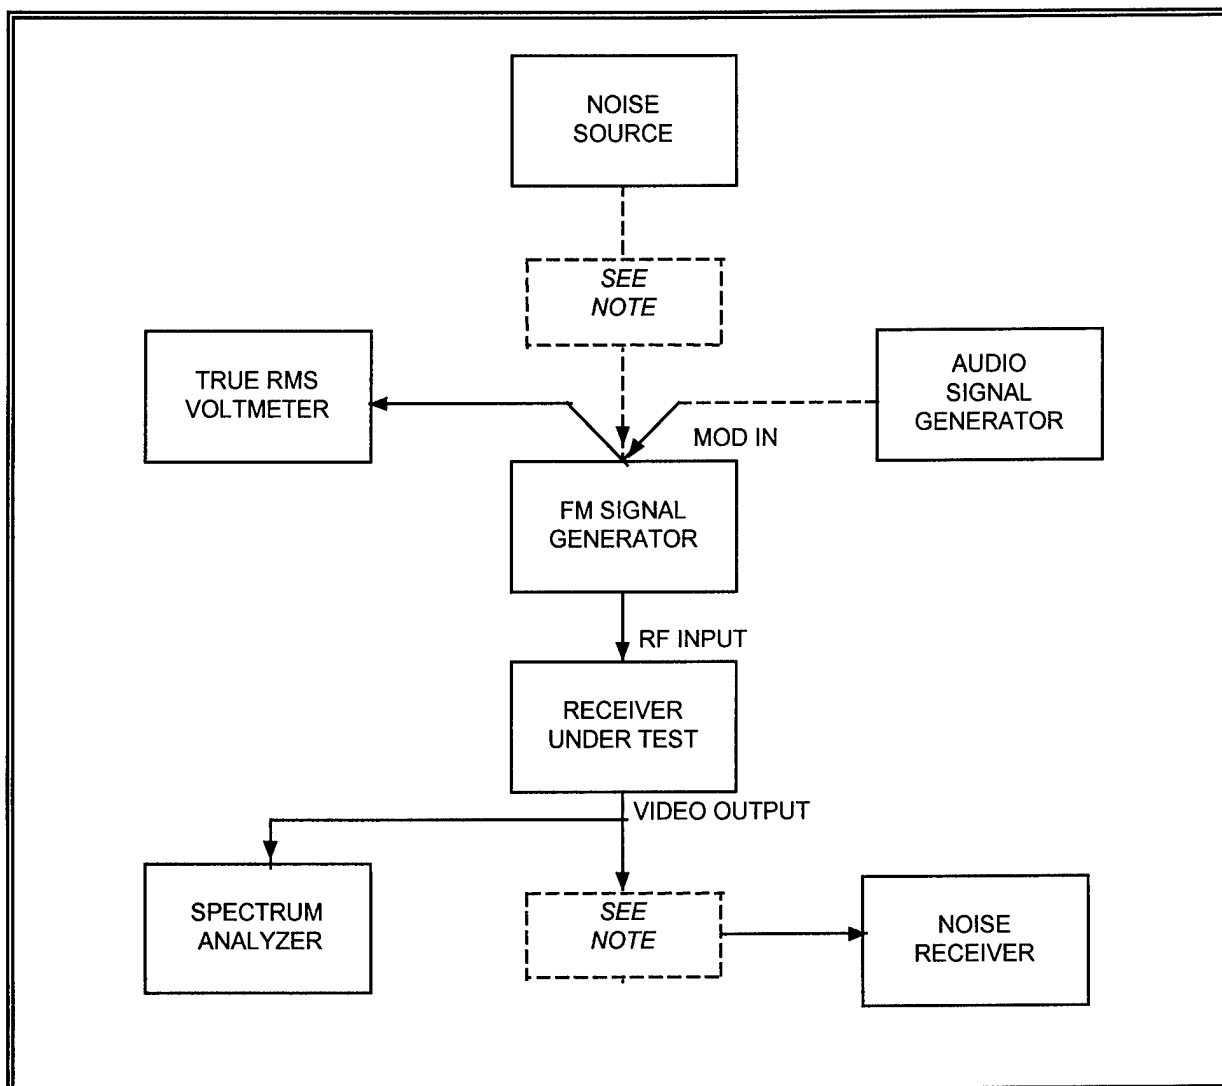 NOISE
SOURCE
SEE
NOTE
TRUE RMS
VOLTMETER
AUDIO
SIGNAL
GENERATOR
MOD IN
FM SIGNAL
GENERATOR
RF INPUT
RECEIVER
UNDER TEST
VIDEO OUTPUT
SPECTRUM
ANALYZER
SEE
NOTE
NOISE
RECEIVER